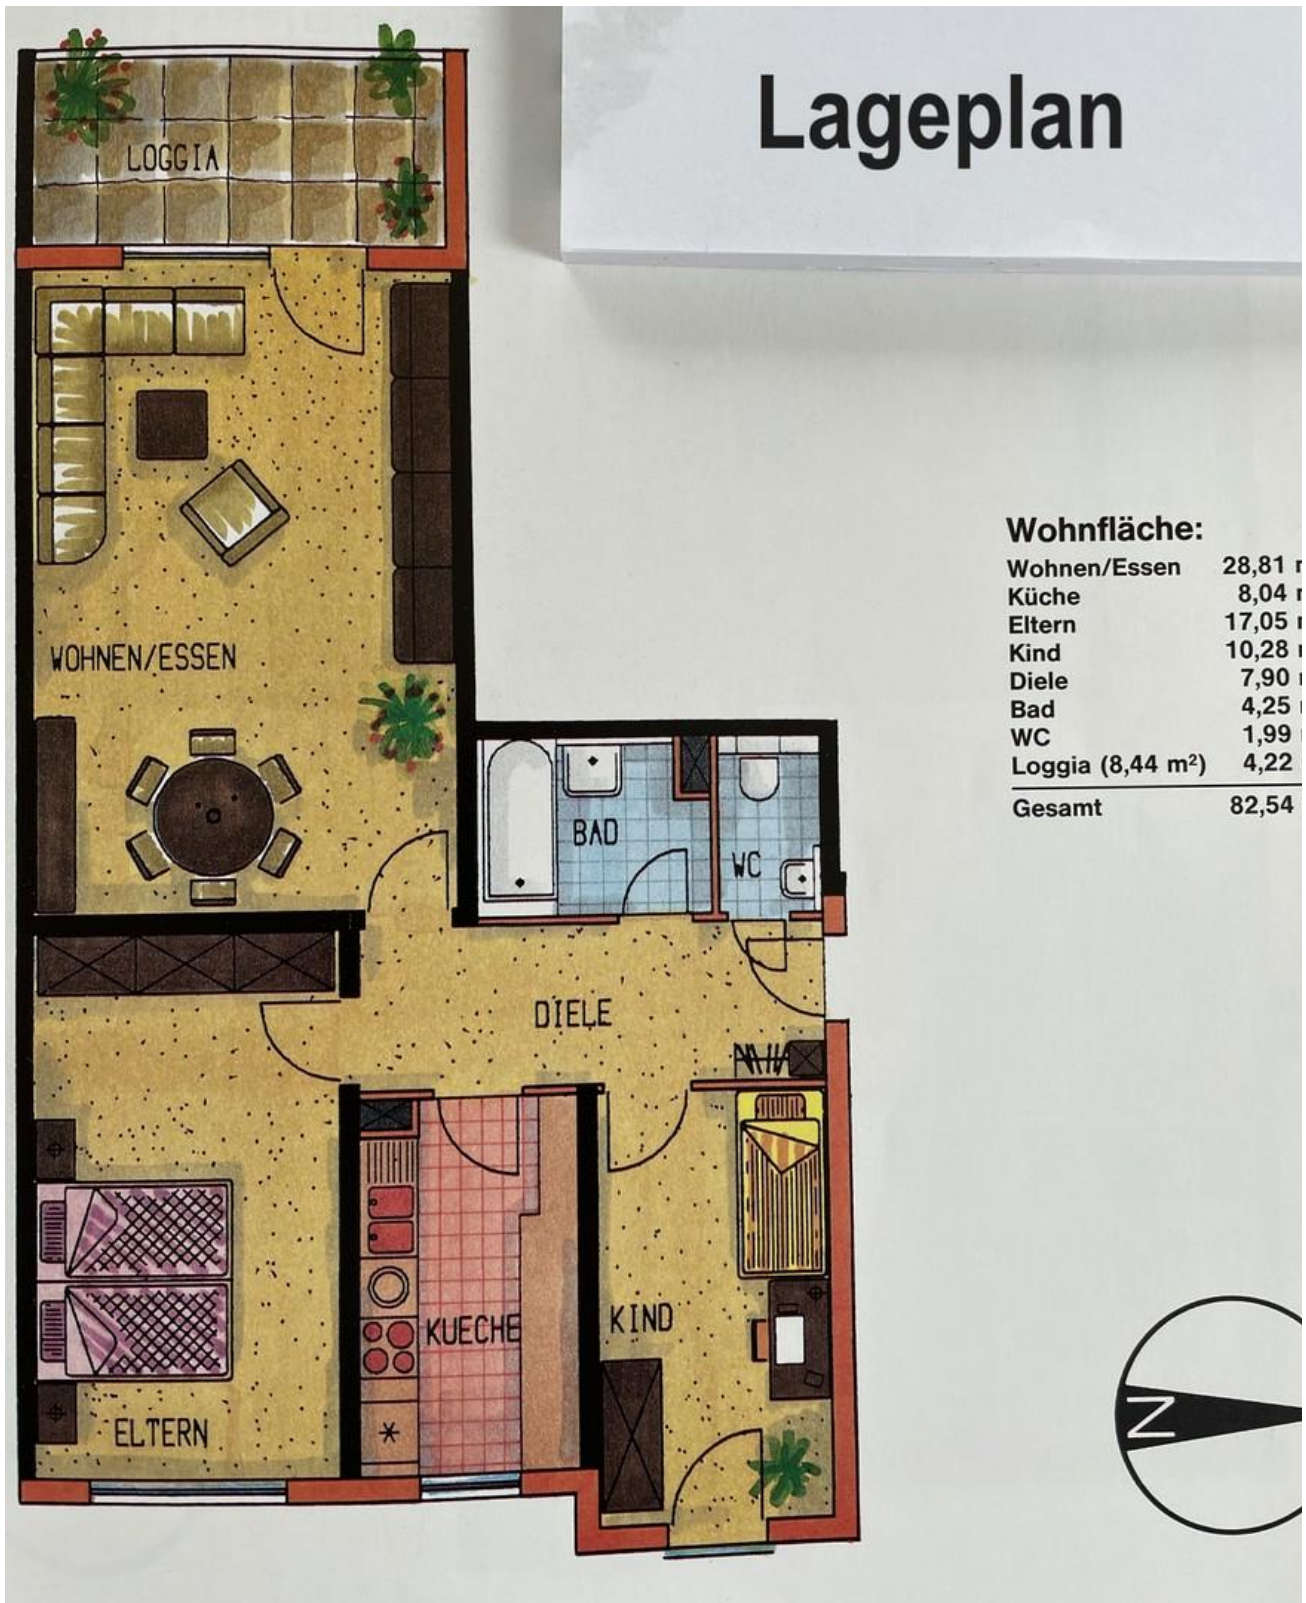 Lageplan
LOGGIA
WOHNEN/ESSEN
BAD
WC
DIELE
KUECHE
KIND
ELTERN
Wohnfläche:
Wohnen/Essen 28,81
Küche 8,04
Eltern 17,05
Kind 10,28
Diele 7,90
Bad 4,25
WC 1,99
Loggia (8,44 m²) 4,22
Gesamt 82,54
N